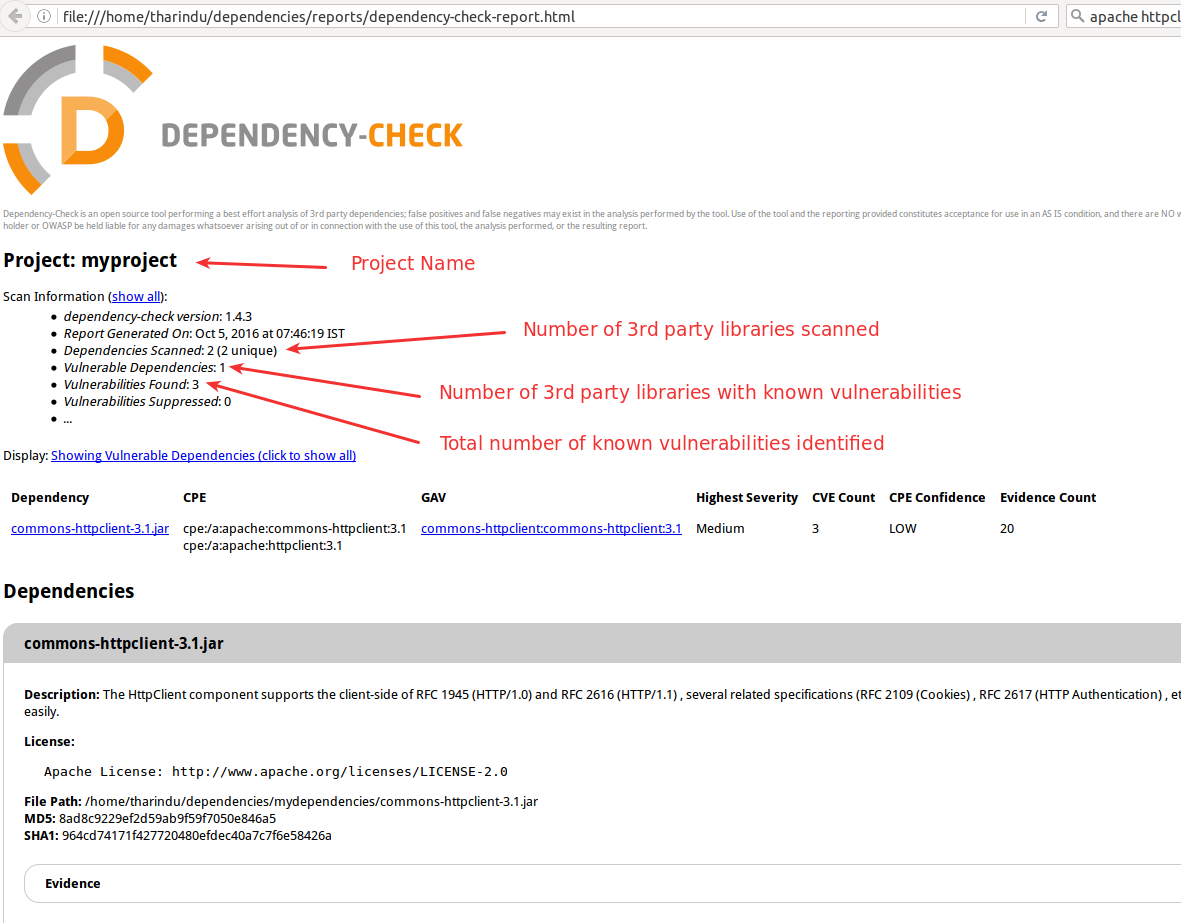 file:///home/tharindu/dependencies/reports/dependency-check-report.html
apache httpcl
D
DEPENDENCY-CHECK
Dependency-Check is an open source tool performing a best effort analysis of 3rd party dependencies; false positives and false negatives may exist in the analysis performed by the tool. Use of the tool and the reporting provided constitutes acceptance for use in an AS IS condition, and there are NO w
holder or OWASP be held liable for any damages whatsoever arising out of or in connection with the use of this tool, the analysis performed, or the resulting report.
Project: myproject
Project Name
Scan Information (show all):
• dependency-check version: 1.4.3
• Report Generated On: Oct 5, 2016 at 07:46:19 IST
Number of 3rd party libraries scanned
• Dependencies Scanned: 2 (2 unique)
• Vulnerable Dependencies: 1
• Vulnerabilities Found: 3
Number of 3rd party libraries with known vulnerabilities
• Vulnerabilities Suppressed: 0
• ...
Total number of known vulnerabilities identified
Display: Showing Vulnerable Dependencies (click to show all)
Dependency CPE GAV Highest Severity CVE Count CPE Confidence Evidence Count
commons-httpclient-3.1.jar cpe:/a:apache:commons-httpclient:3.1 commons-httpclient:commons-httpclient:3.1 Medium 3 LOW 20
cpe:/a:apache:httpclient:3.1
Dependencies
commons-httpclient-3.1.jar
Description: The HttpClient component supports the client-side of RFC 1945 (HTTP/1.0) and RFC 2616 (HTTP/1.1) , several related specifications (RFC 2109 (Cookies) , RFC 2617 (HTTP Authentication) , et
easily.
License:
Apache License: http://www.apache.org/licenses/LICENSE-2.0
File Path: /home/tharindu/dependencies/mydependencies/commons-httpclient-3.1.jar
MD5: 8ad8c9229ef2d59ab9f59f7050e846a5
SHA1: 964cd74171f427720480efdec40a7c7f6e58426a
Evidence